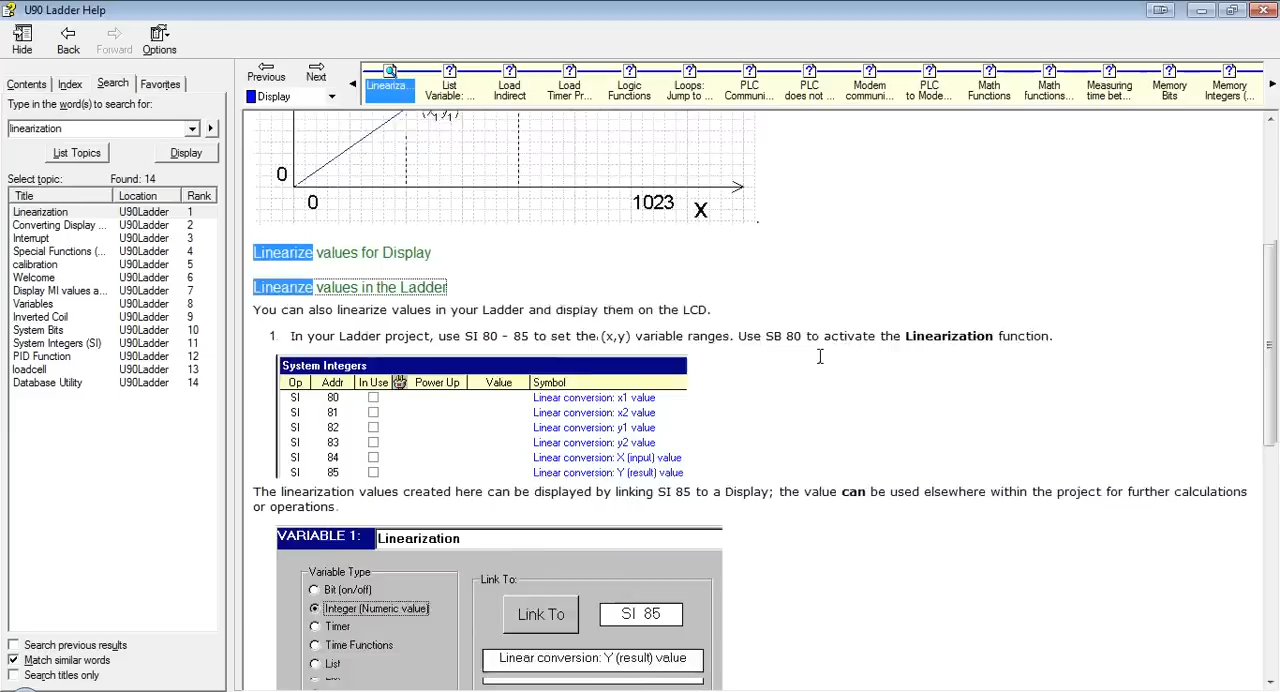 U90 Ladder Help
Hide
Back
Forward
Options
Contents
Index
Search
Favorites
Type in the word(s) to search for:
linearization
List Topics
Display
Select topic:
Found: 14
Title Location Rank
Linearization U90Ladder 1
Converting Display ... U90Ladder 2
Interrupt U90Ladder 3
Special Functions (... U90Ladder 4
calibration U90Ladder 5
Welcome U90Ladder 6
Display MI values a... U90Ladder 7
Variables U90Ladder 8
Inverted Coil U90Ladder 9
System Bits U90Ladder 10
System Integers (SI) U90Ladder 11
PID Function U90Ladder 12
loadcell U90Ladder 13
Database Utility U90Ladder 14
Search previous results
Match similar words
Search titles only
Previous
Next
Display
Lineariza...
List Variable: ...
Load Indirect
Load Timer Pr...
Logic Functions
Loops: Jump to ...
PLC Communi...
PLC does not ...
Modem communi...
PLC to Mode...
Math Functions
Math functions...
Measuring time bet...
Memory Bits
Memory Integers (...
0
0
1023
X
Linearize values for Display
Linearize values in the Ladder
You can also linearize values in your Ladder and display them on the LCD.
1. In your Ladder project, use SI 80 - 85 to set the (x,y) variable ranges. Use SB 80 to activate the Linearization function.
System Integers
Op Addr In Use Power Up Value Symbol
SI 80 Linear conversion: x1 value
SI 81 Linear conversion: x2 value
SI 82 Linear conversion: y1 value
SI 83 Linear conversion: y2 value
SI 84 Linear conversion: X (input) value
SI 85 Linear conversion: Y (result) value
The linearization values created here can be displayed by linking SI 85 to a Display; the value can be used elsewhere within the project for further calculations
or operations.
VARIABLE 1: Linearization
Variable Type
Bit (on/off)
Integer (Numeric value)
Timer
Time Functions
List
Link To:
Link To
SI 85
Linear conversion: Y (result) value